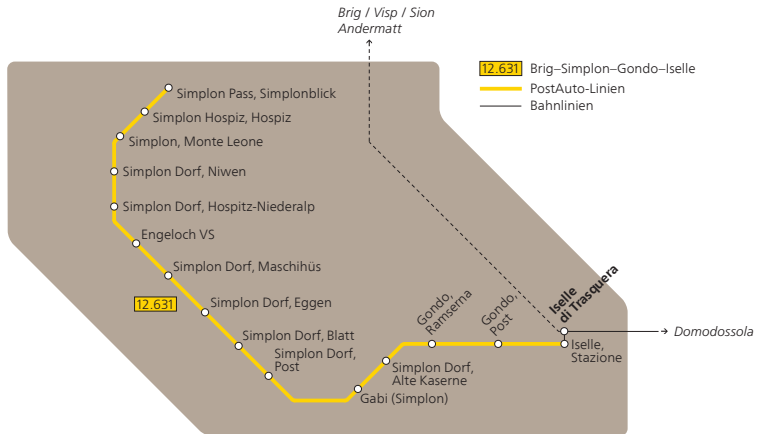 Brig / Visp / Sion
Andermatt
12.631 Brig–Simplon–Gondo–Iselle
PostAuto-Linien
Bahnlinien
Simplon Pass, Simplonblick
Simplon Hospiz, Hospiz
Simplon, Monte Leone
Simplon Dorf, Niwen
Simplon Dorf, Hospitz-Niederalp
Engeloch VS
Simplon Dorf, Maschihüs
12.631
Simplon Dorf, Eggen
Simplon Dorf, Blatt
Simplon Dorf,
Post
Gabi (Simplon)
Simplon Dorf,
Alte Kaserne
Gondo,
Ramserna
Gondo,
Post
Iselle
di Trasquera
Iselle,
Stazione
Domodossola